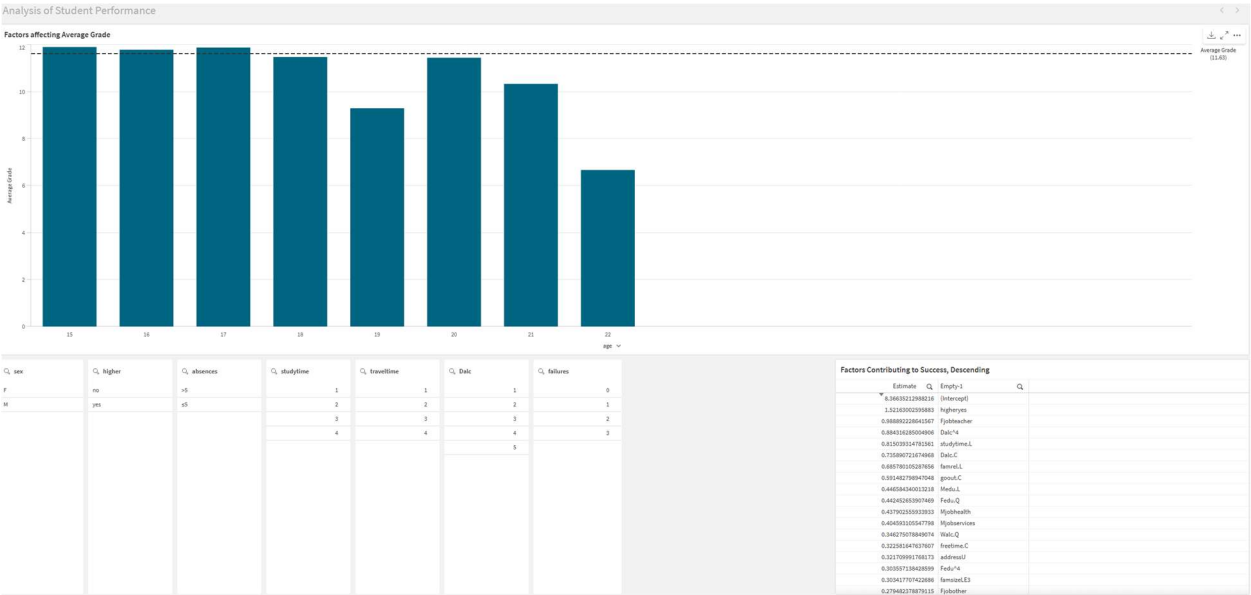 Analysis of Student Performance
Factors affecting Average Grade
Average Grade
(11.63)
12
10
8
6
4
2
0
Average Grade
15 16 17 18 19 20 21 22
age
sex
F
M
higher
no
yes
absences
>5
≤5
studytime
1
2
3
4
traveltime
1
2
3
4
Dalc
1
2
3
4
5
failures
0
1
2
3
Factors Contributing to Success, Descending
Estimate Empty-1
8.36635212988216 (Intercept)
1.52163002595883 higheryes
0.988892228641567 Fjobteacher
0.884316285004906 Dalc^4
0.815039314781561 studytime.L
0.735890721674968 Dalc.C
0.685780105287656 famrel.L
0.591482798947048 goout.C
0.446584340013218 Medu.L
0.442452653907469 Fedu.Q
0.437902555933933 Mjobhealth
0.404593105547798 Mjobservices
0.346275078849074 Walc.Q
0.322581647637607 freetime.C
0.321709991768173 addressU
0.303557138428599 Fedu^4
0.303417707422686 famsizeLE3
0.279482378879115 Fjobother